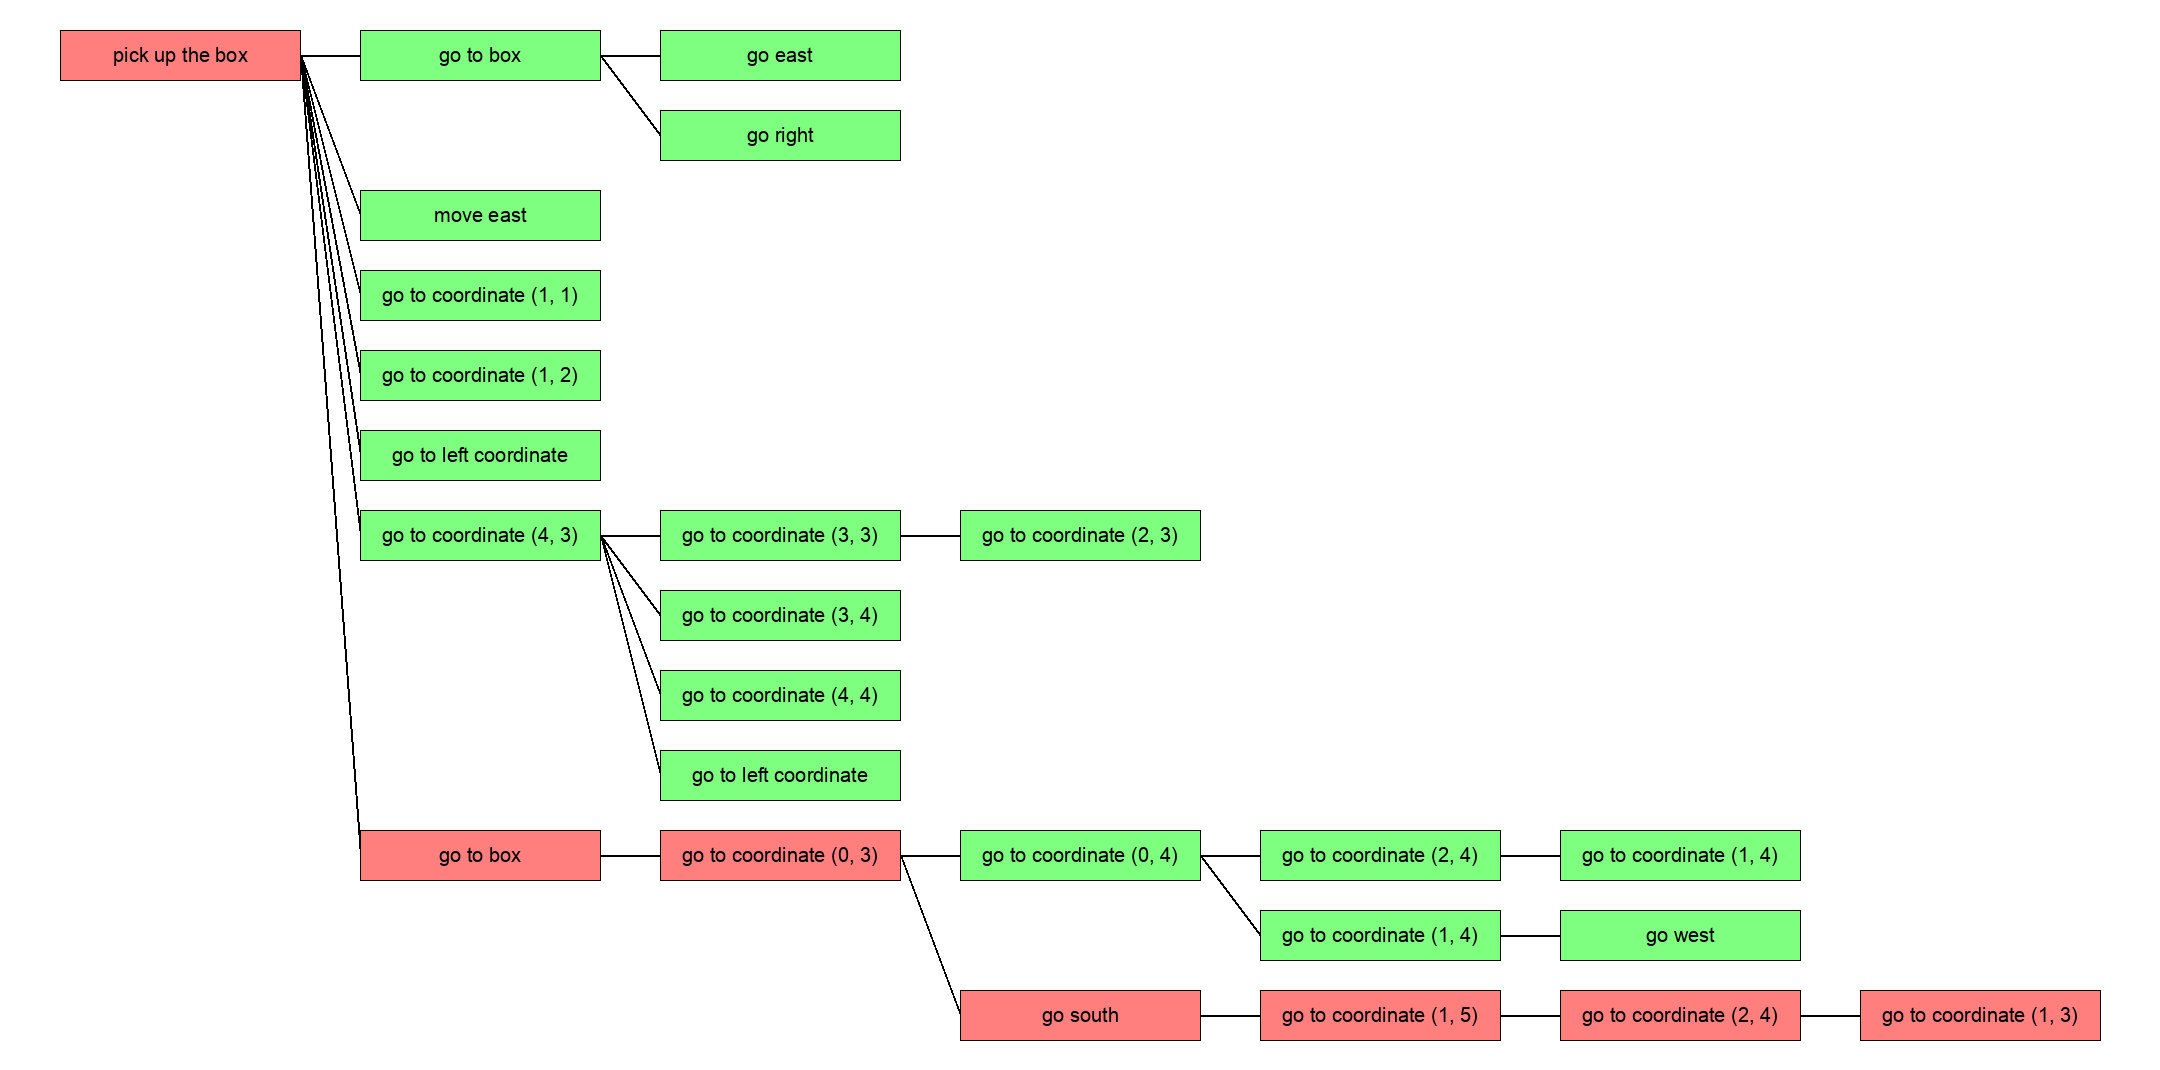 pick up the box
go to box
go east
go right
move east
go to coordinate (1, 1)
go to coordinate (1, 2)
go to left coordinate
go to coordinate (4, 3)
go to coordinate (3, 3)
go to coordinate (2, 3)
go to coordinate (3, 4)
go to coordinate (4, 4)
go to left coordinate
go to box
go to coordinate (0, 3)
go to coordinate (0, 4)
go to coordinate (2, 4)
go to coordinate (1, 4)
go to coordinate (1, 4)
go west
go south
go to coordinate (1, 5)
go to coordinate (2, 4)
go to coordinate (1, 3)